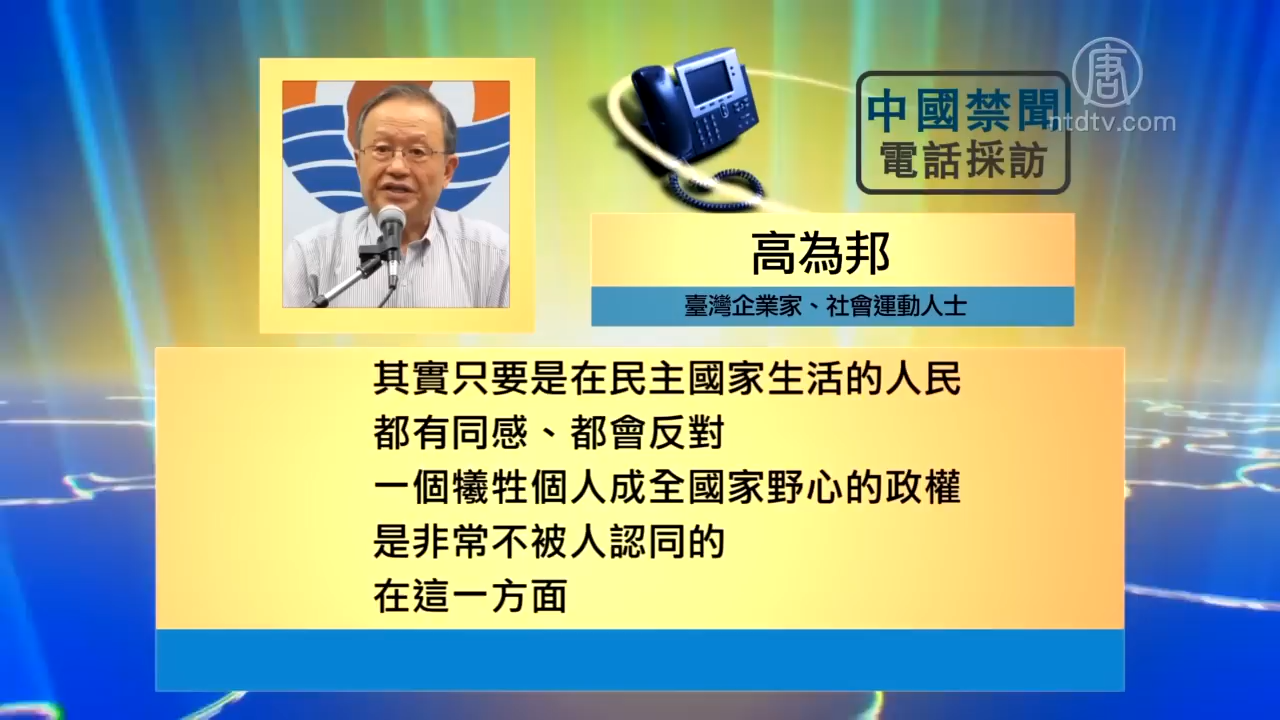 唐
中國禁聞
ntdtv.com
電話採訪
高為邦
臺灣企業家、社會運動人士
其實只要是在民主國家生活的人民
都有同感、都會反對
一個犧牲個人成全國家野心的政權
是非常不被人認同的
在這一方面